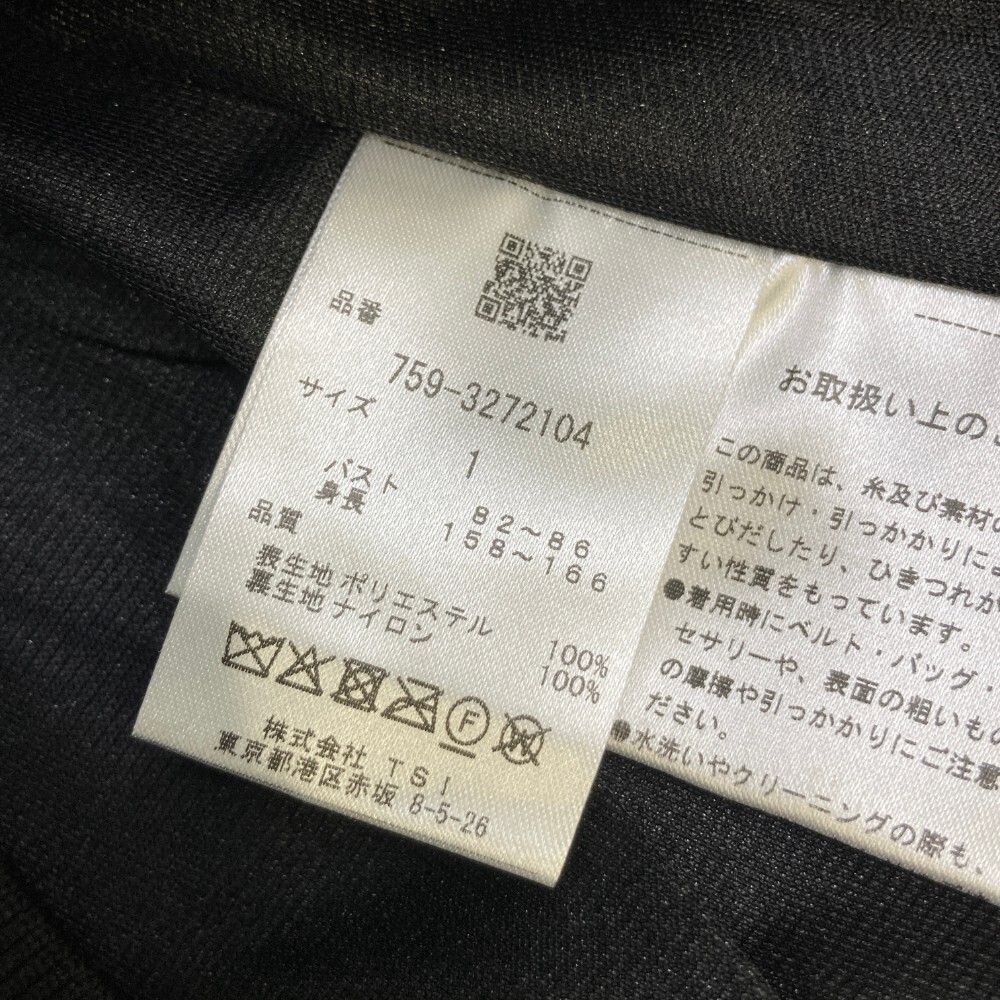 品番
759-3272104
サイズ
1
バスト 82~86
身長 158~166
品質
表生地 ポリエステル 100%
裏生地 ナイロン 100%
F
W
株式会社 TSI
東京都港区赤坂 8-5-26
お取扱い上の
この商品は、糸及び素材
引っかけ・引っかかりによ
とびだしたり、ひきつれが
すい性質をもっています。
●着用時にベルト・バッグ・
セサリーや、表面の粗いもの
の摩擦や引っかかりにご注意
ださい。
●水洗いやクリーニングの際も、